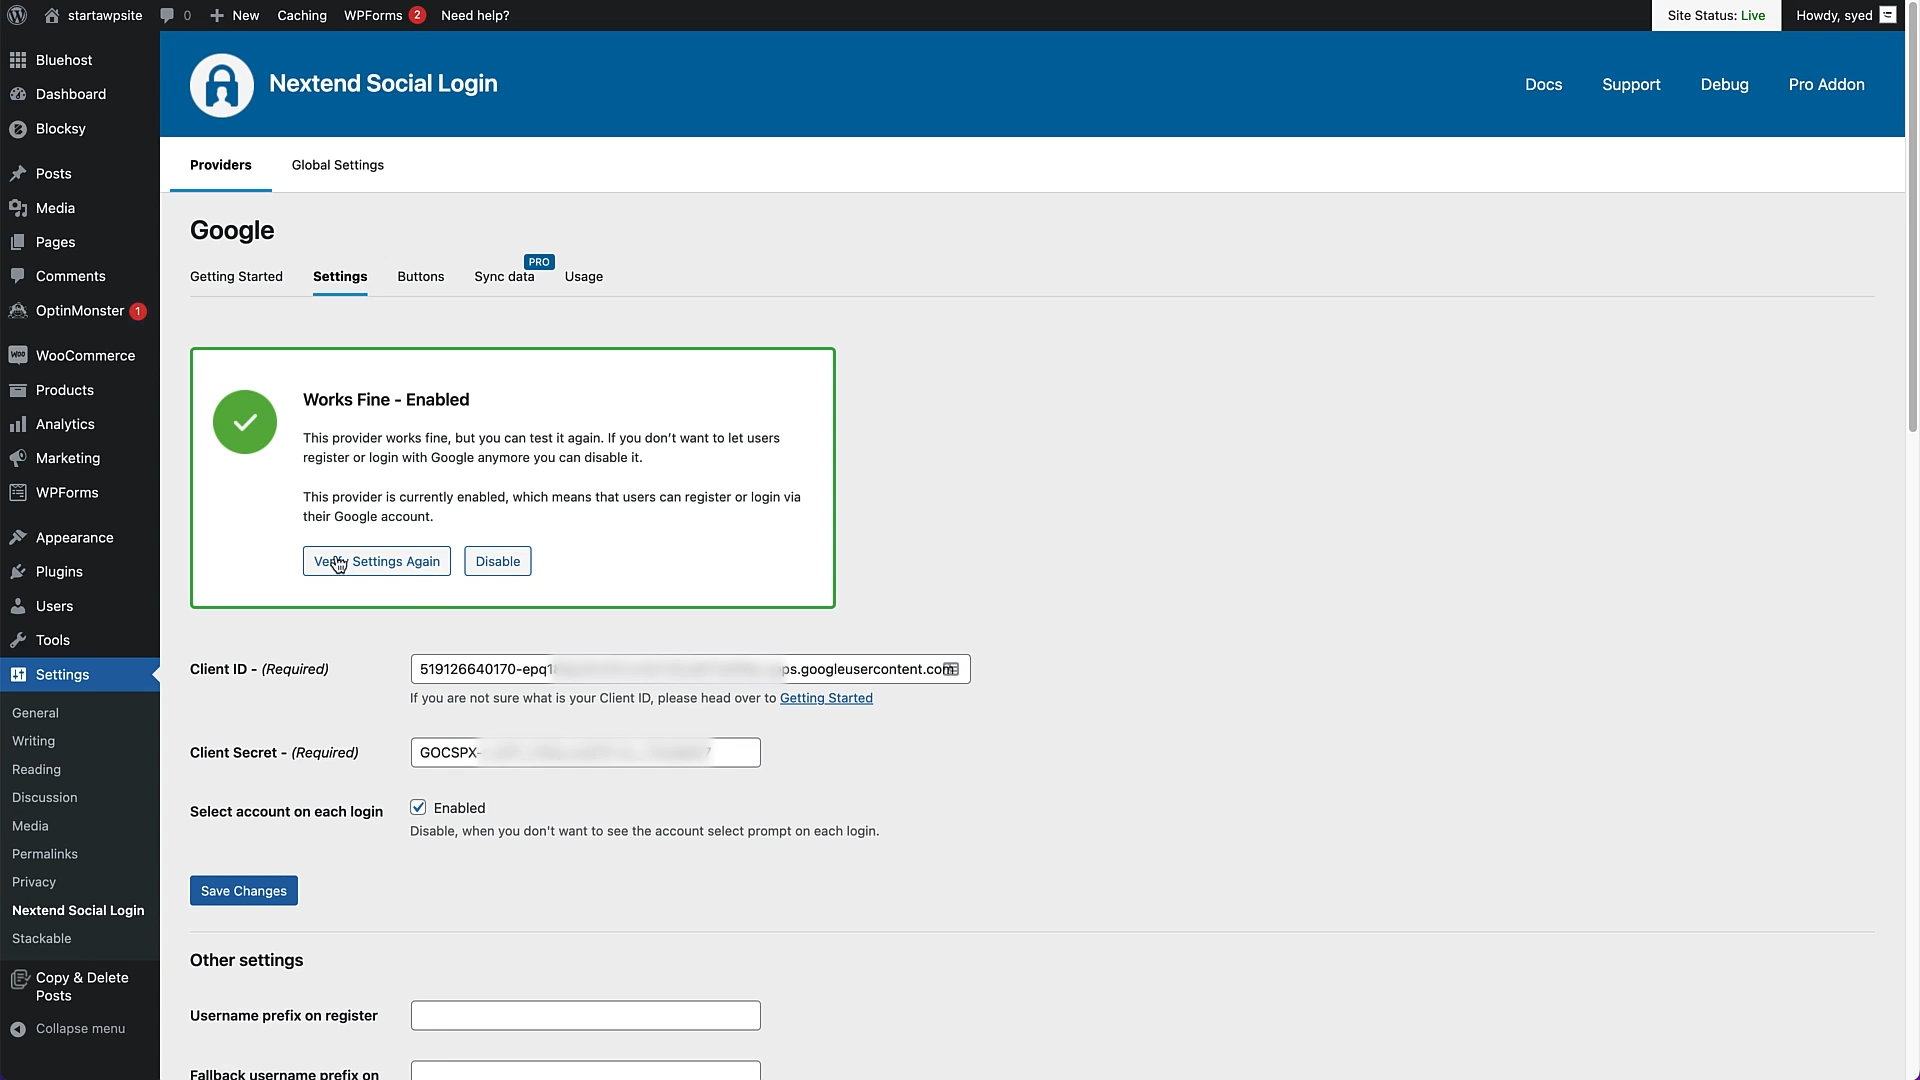 startawpsite
0
New
Caching
WPForms 2
Need help?
Site Status: Live
Howdy, syed
Bluehost
Dashboard
Blocksy
Posts
Media
Pages
Comments
OptinMonster 1
WooCommerce
Products
Analytics
Marketing
WPForms
Appearance
Plugins
Users
Tools
Settings
General
Writing
Reading
Discussion
Media
Permalinks
Privacy
Nextend Social Login
Stackable
Copy & Delete
Posts
Collapse menu
Nextend Social Login
Docs
Support
Debug
Pro Addon
Providers
Global Settings
Google
Getting Started
Settings
Buttons
Sync data
PRO
Usage
Works Fine - Enabled
This provider works fine, but you can test it again. If you don't want to let users
register or login with Google anymore you can disable it.
This provider is currently enabled, which means that users can register or login via
their Google account.
Verify Settings Again
Disable
Client ID - (Required)
519126640170-epq1 ps.googleusercontent.com
If you are not sure what is your Client ID, please head over to Getting Started
Client Secret - (Required)
GOCSPX-
Select account on each login
Enabled
Disable, when you don't want to see the account select prompt on each login.
Save Changes
Other settings
Username prefix on register
Fallback username prefix on